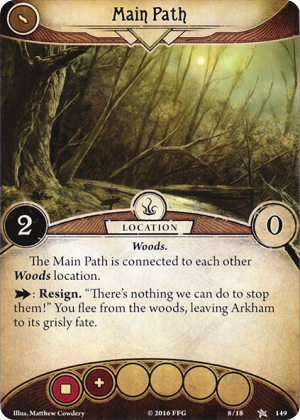 Main Path
2
LOCATION
0
Woods.
The Main Path is connected to each other
Woods location.
: Resign. “There’s nothing we can do to stop
them!” You flee from the woods, leaving Arkham
to its grisly fate.
Illus. Matthew Cowdery © 2016 FFG 8/18 149